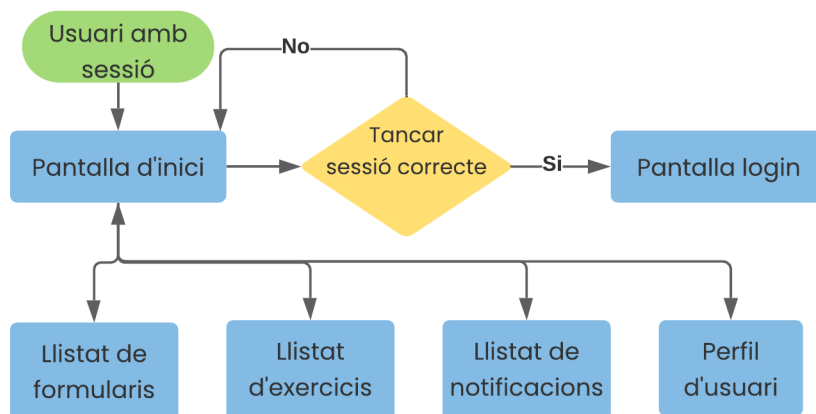 Usuari amb
sessió
No
Tancar
sessió correcte
Pantalla d'inici
Si
Pantalla login
Llistat de
formularis
Llistat
d'exercicis
Llistat de
notificacions
Perfil
d'usuari